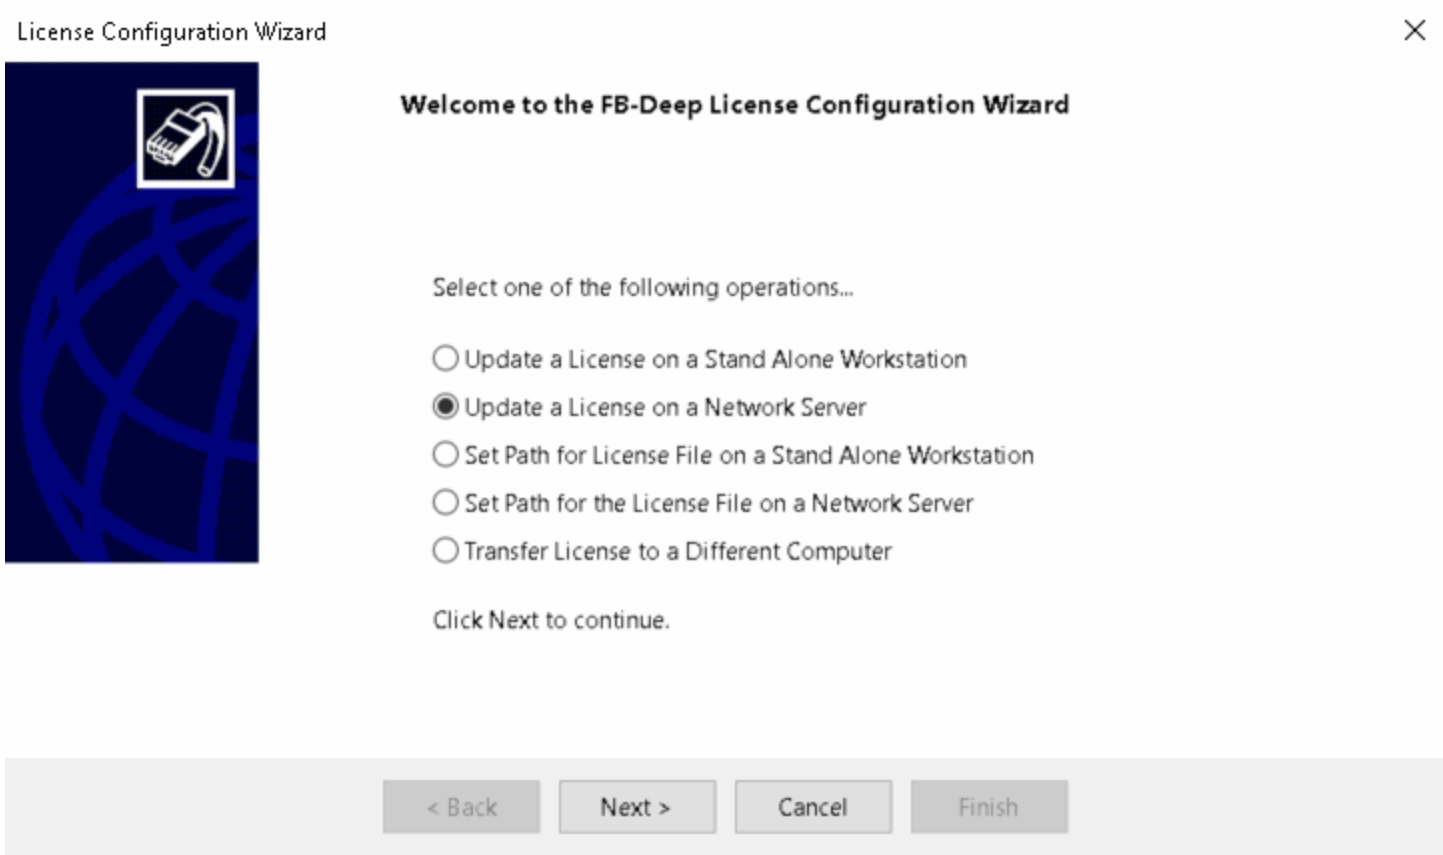 License Configuration Wizard
Welcome to the FB-Deep License Configuration Wizard
Select one of the following operations...
Update a License on a Stand Alone Workstation
Update a License on a Network Server
Set Path for License File on a Stand Alone Workstation
Set Path for the License File on a Network Server
Transfer License to a Different Computer
Click Next to continue.
< Back Next > Cancel Finish